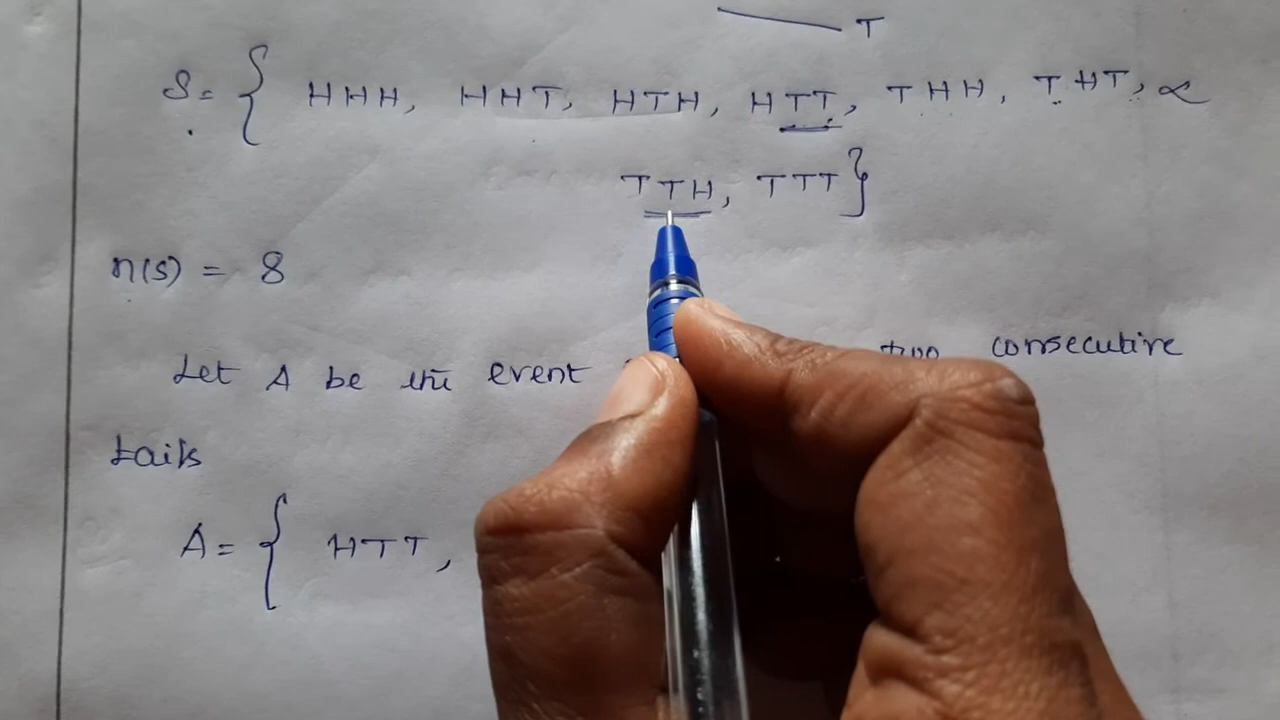 T
S = { HHH, HHT, HTH, HTT, THH, THT,
TTH, TTT}
n(s) = 8
Let A be the event two consecutive
tails
A = { HTT,